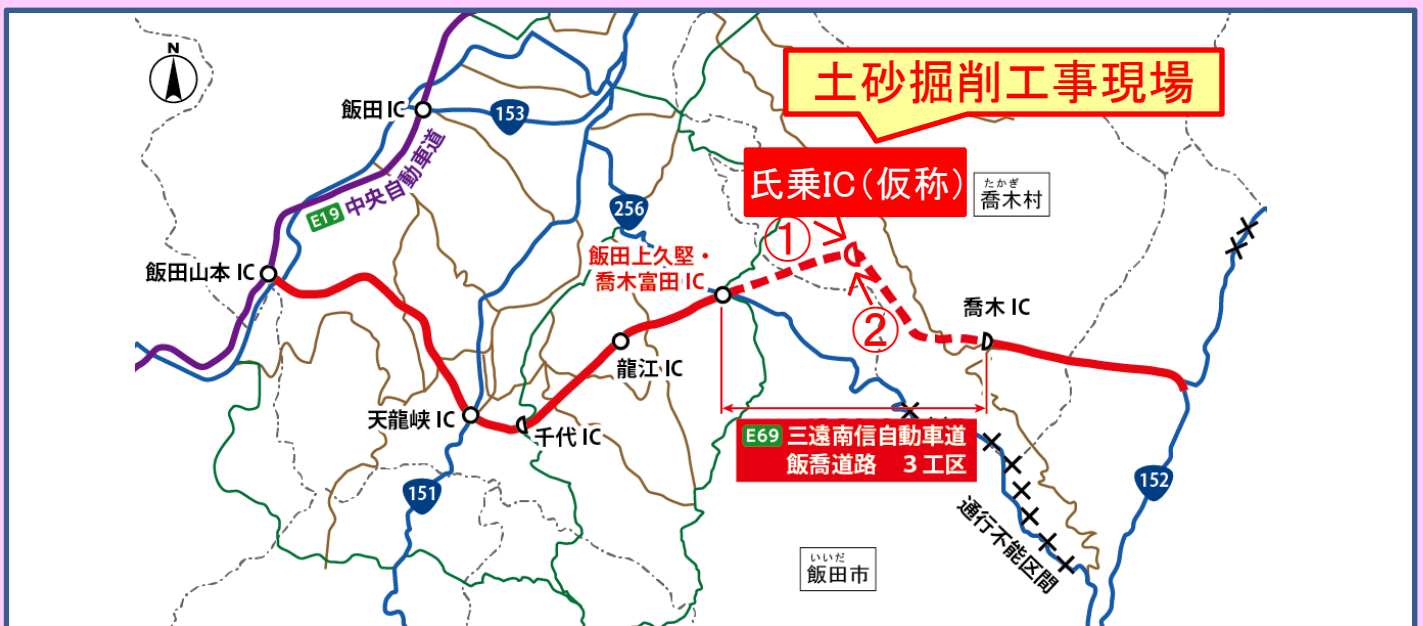 N
土砂掘削工事現場
飯田 IC
153
E19 中央自動車道
氏乗IC(仮称)
たかぎ
喬木村
256
①
飯田上久堅・
喬木富田 IC
飯田山本 IC
②
喬木 IC
龍江 IC
天龍峡 IC
千代 IC
E69 三遠南信自動車道
飯喬道路 3工区
151
152
通行不能区間
いいだ
飯田市